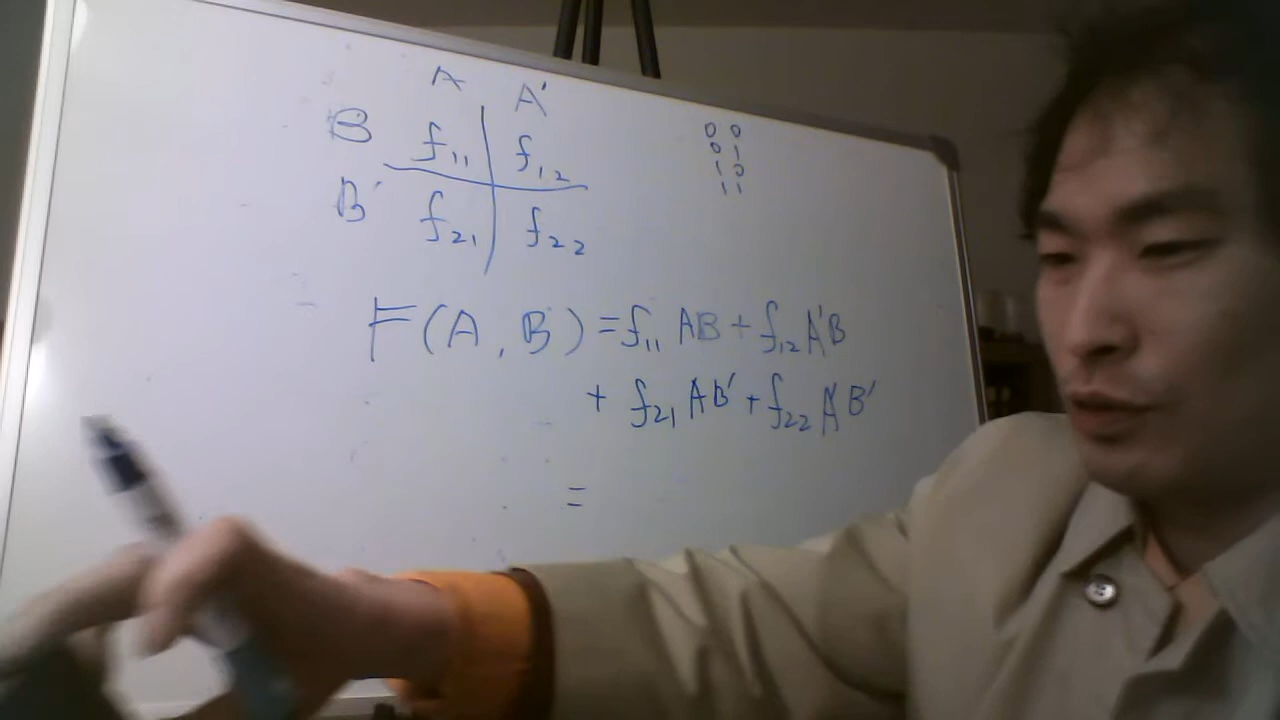 A A'
B f₁₁ f₁₂
B' f₂₁ f₂₂
0 0
0 1
1 0
1 1
F(A, B) = f₁₁ AB + f₁₂ A'B
+ f₂₁ AB' + f₂₂ A'B'
=